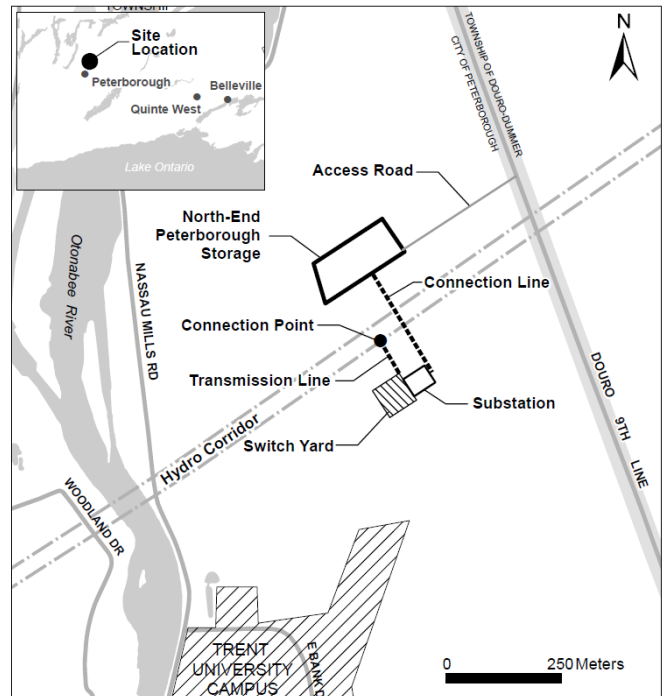 TOWNSHIP
Site
Location
Peterborough
Belleville
Quinte West
Lake Ontario
N
TOWNSHIP OF DOURO-DUMMER
CITY OF PETERBOROUGH
Access Road
North-End
Peterborough
Storage
Otonabee River
NASSAU MILLS RD
Connection Line
Connection Point
Transmission Line
Substation
Switch Yard
DOURO 9TH LINE
Hydro Corridor
WOODLAND DR
TRENT
UNIVERSITY
CAMPUS
E BANK D
0 250 Meters